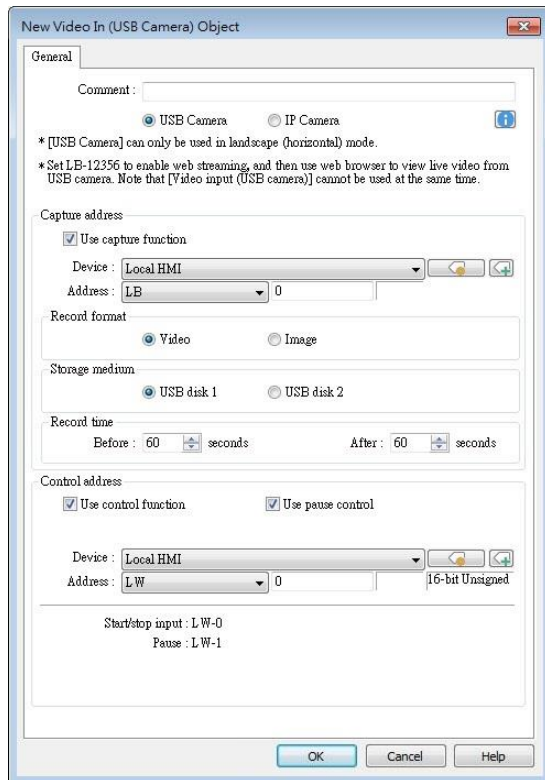 New Video In (USB Camera) Object
General
Comment :
USB Camera IP Camera
* [USB Camera] can only be used in landscape (horizontal) mode.
* Set LB-12356 to enable web streaming, and then use web browser to view live video from
USB camera. Note that [Video input (USB camera)] cannot be used at the same time.
Capture address
Use capture function
Device : Local HMI
Address : LB 0
Record format
Video Image
Storage medium
USB disk 1 USB disk 2
Record time
Before : 60 seconds After : 60 seconds
Control address
Use control function Use pause control
Device : Local HMI
Address : LW 0 16-bit Unsigned
Start/stop input : LW-0
Pause : LW-1
OK Cancel Help